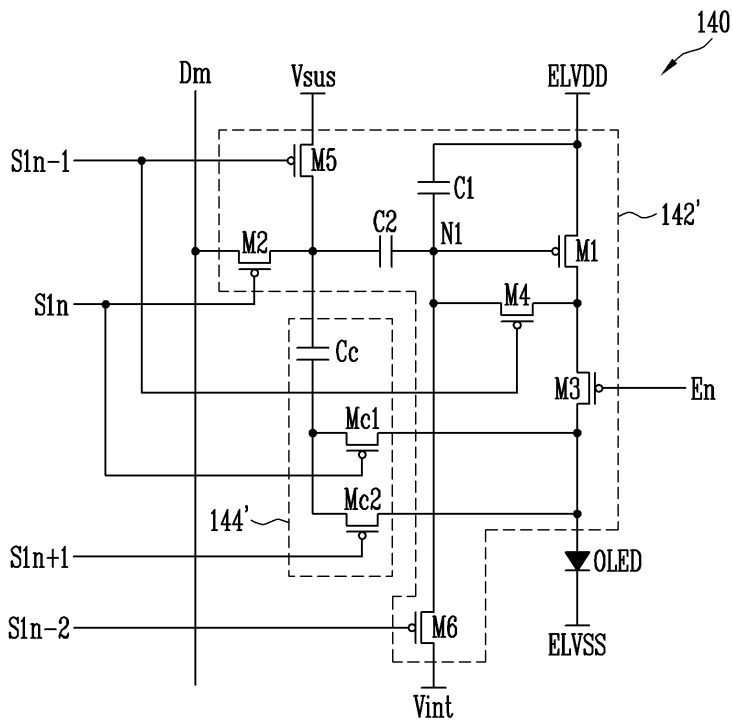 140
Dm
Vsus
ELVDD
S1n-1
M5
C1
142'
C2
N1
M2
M1
S1n
M4
Cc
M3
En
Mc1
Mc2
144'
S1n+1
OLED
S1n-2
M6
ELVSS
Vint